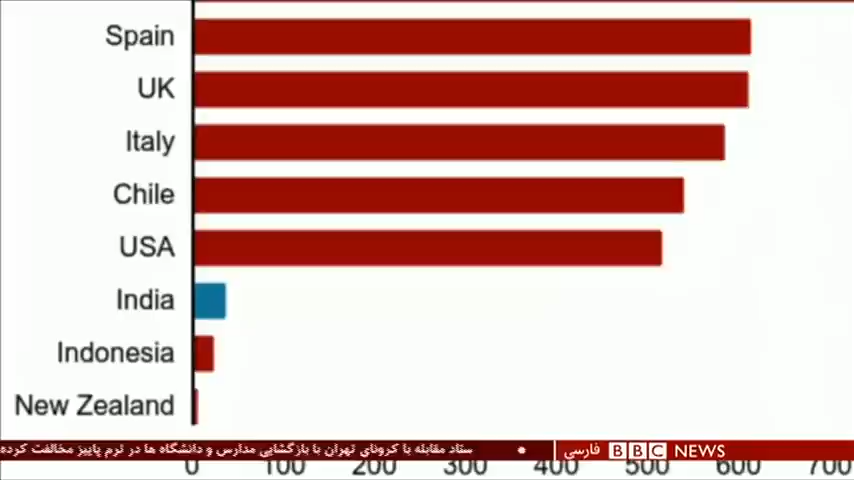 Spain
UK
Italy
Chile
USA
India
Indonesia
New Zealand
ستاد مقابله با کرونای تهران با بازگشایی مدارس و دانشگاه ها در ترم پاییز مخالفت کرده
فارسی BBC NEWS
0 100 200 300 400 500 600 700